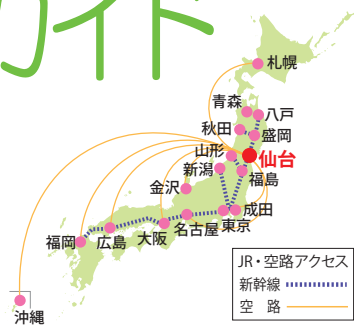 ガイド
札幌
青森
八戸
秋田
盛岡
山形
仙台
新潟
福島
金沢
成田
東京
名古屋
大阪
広島
福岡
沖縄
JR・空路アクセス
新幹線
空 路